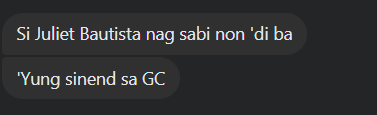 Si Juliet Bautista nag sabi non 'di ba
'Yung sinend sa GC